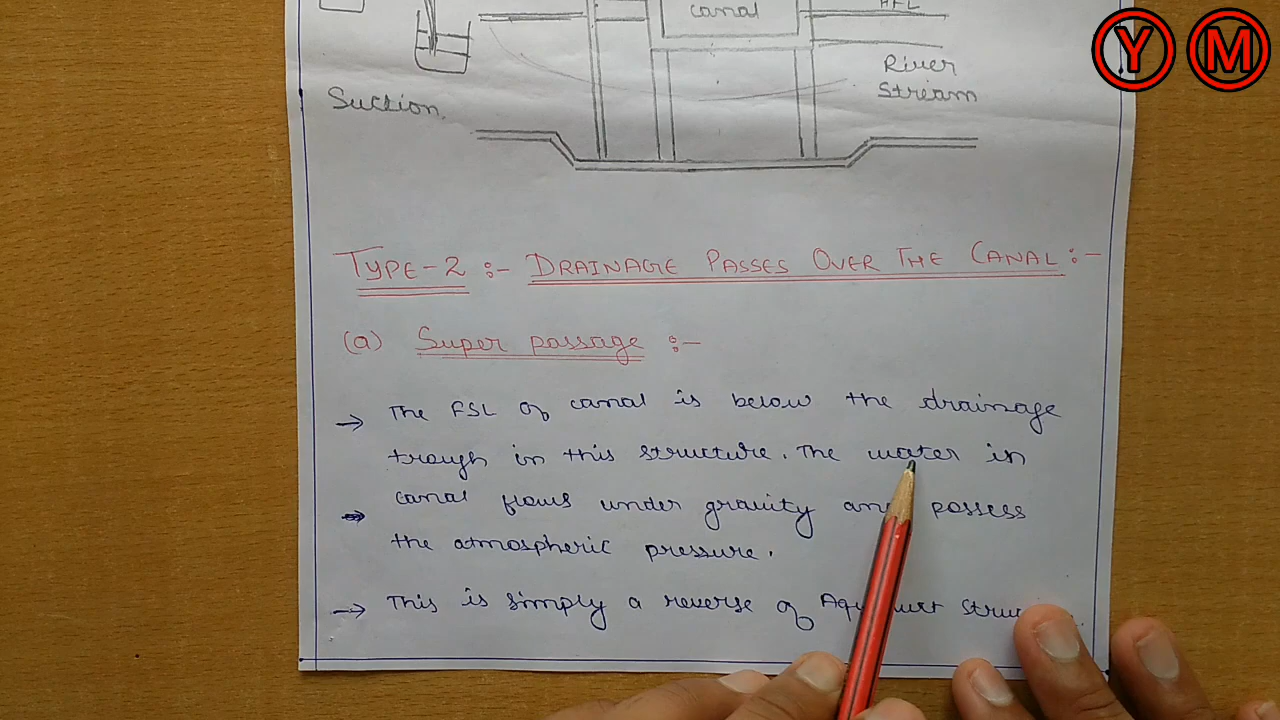 canal
HFL
River
Stream
Suction.
TYPE-2 :- DRAINAGE PASSES OVER THE CANAL :-
(a) Super passage :-
→ The FSL of canal is below the drainage
trough in this structure. The water in
canal flows under gravity and possess
the atmospheric pressure.
→ This is simply a reverse of
Y M